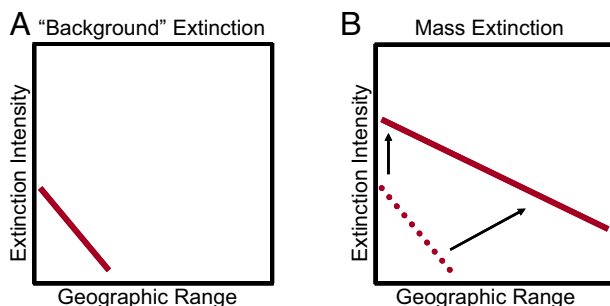 A "Background" Extinction
Extinction Intensity
Geographic Range
B Mass Extinction
Extinction Intensity
Geographic Range